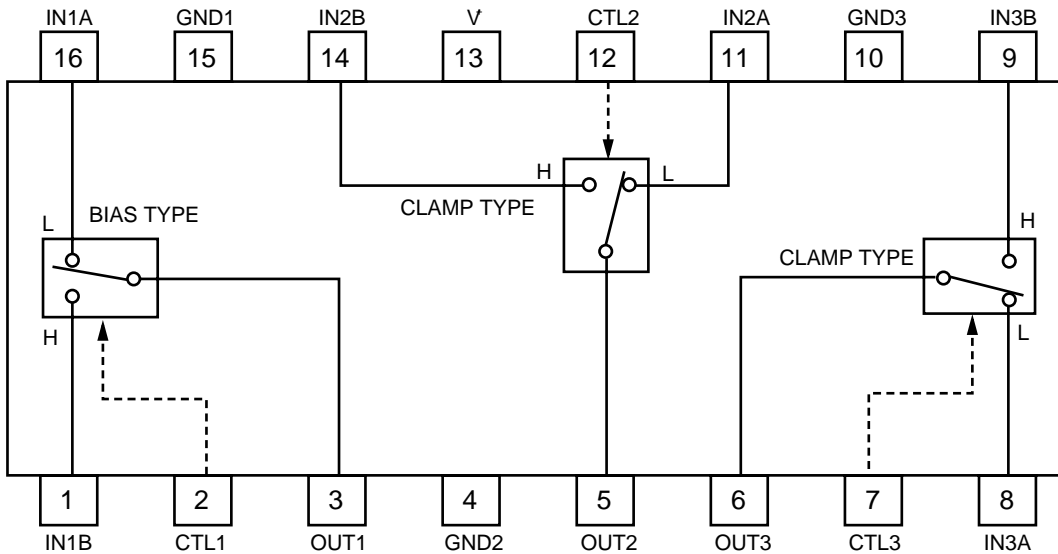 IN1A GND1 IN2B V+ CTL2 IN2A GND3 IN3B
16 15 14 13 12 11 10 9
H L
CLAMP TYPE
L BIAS TYPE H
CLAMP TYPE
H L
1 2 3 4 5 6 7 8
IN1B CTL1 OUT1 GND2 OUT2 OUT3 CTL3 IN3A